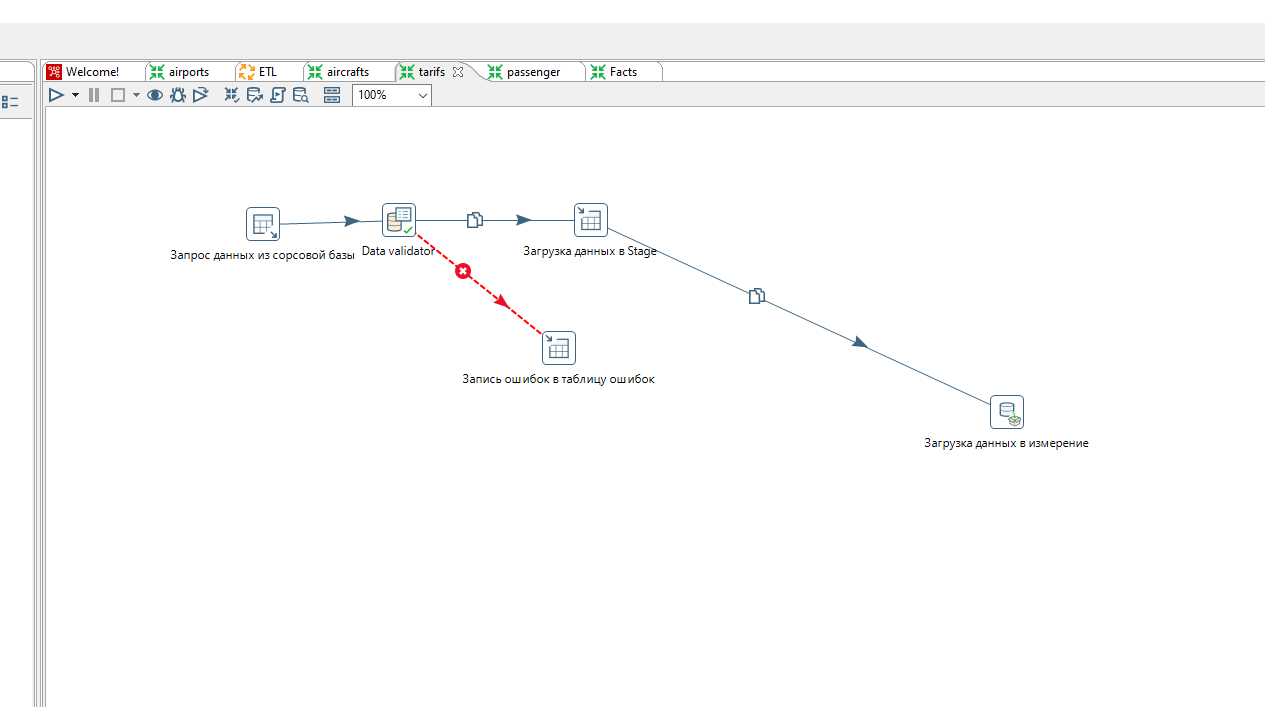 Welcome!
airports
ETL
aircrafts
tarifs
passenger
Facts
100%
Запрос данных из сорсовой базы
Data validator
Загрузка данных в Stage
Запись ошибок в таблицу ошибок
Загрузка данных в измерение